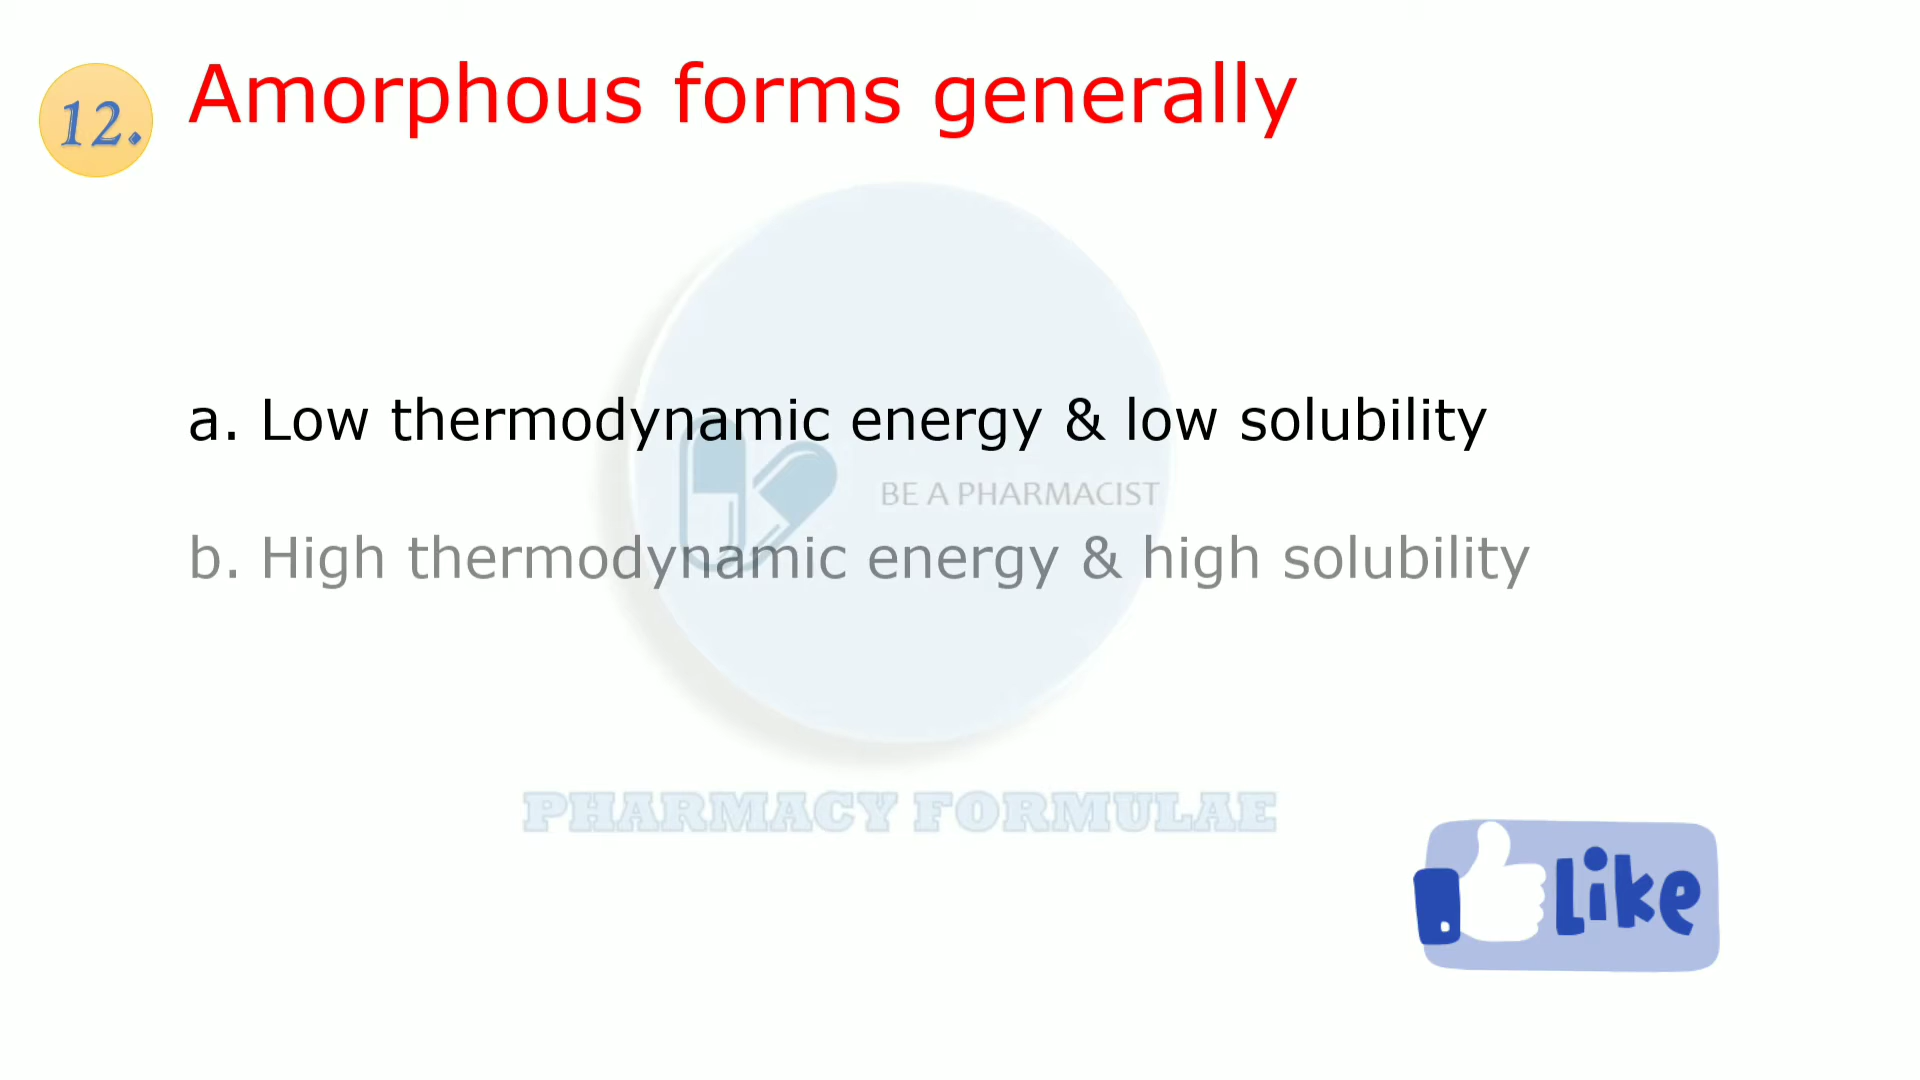 12. Amorphous forms generally
a. Low thermodynamic energy & low solubility
BE A PHARMACIST
b. High thermodynamic energy & high solubility
PHARMACY FORMULAE
Like